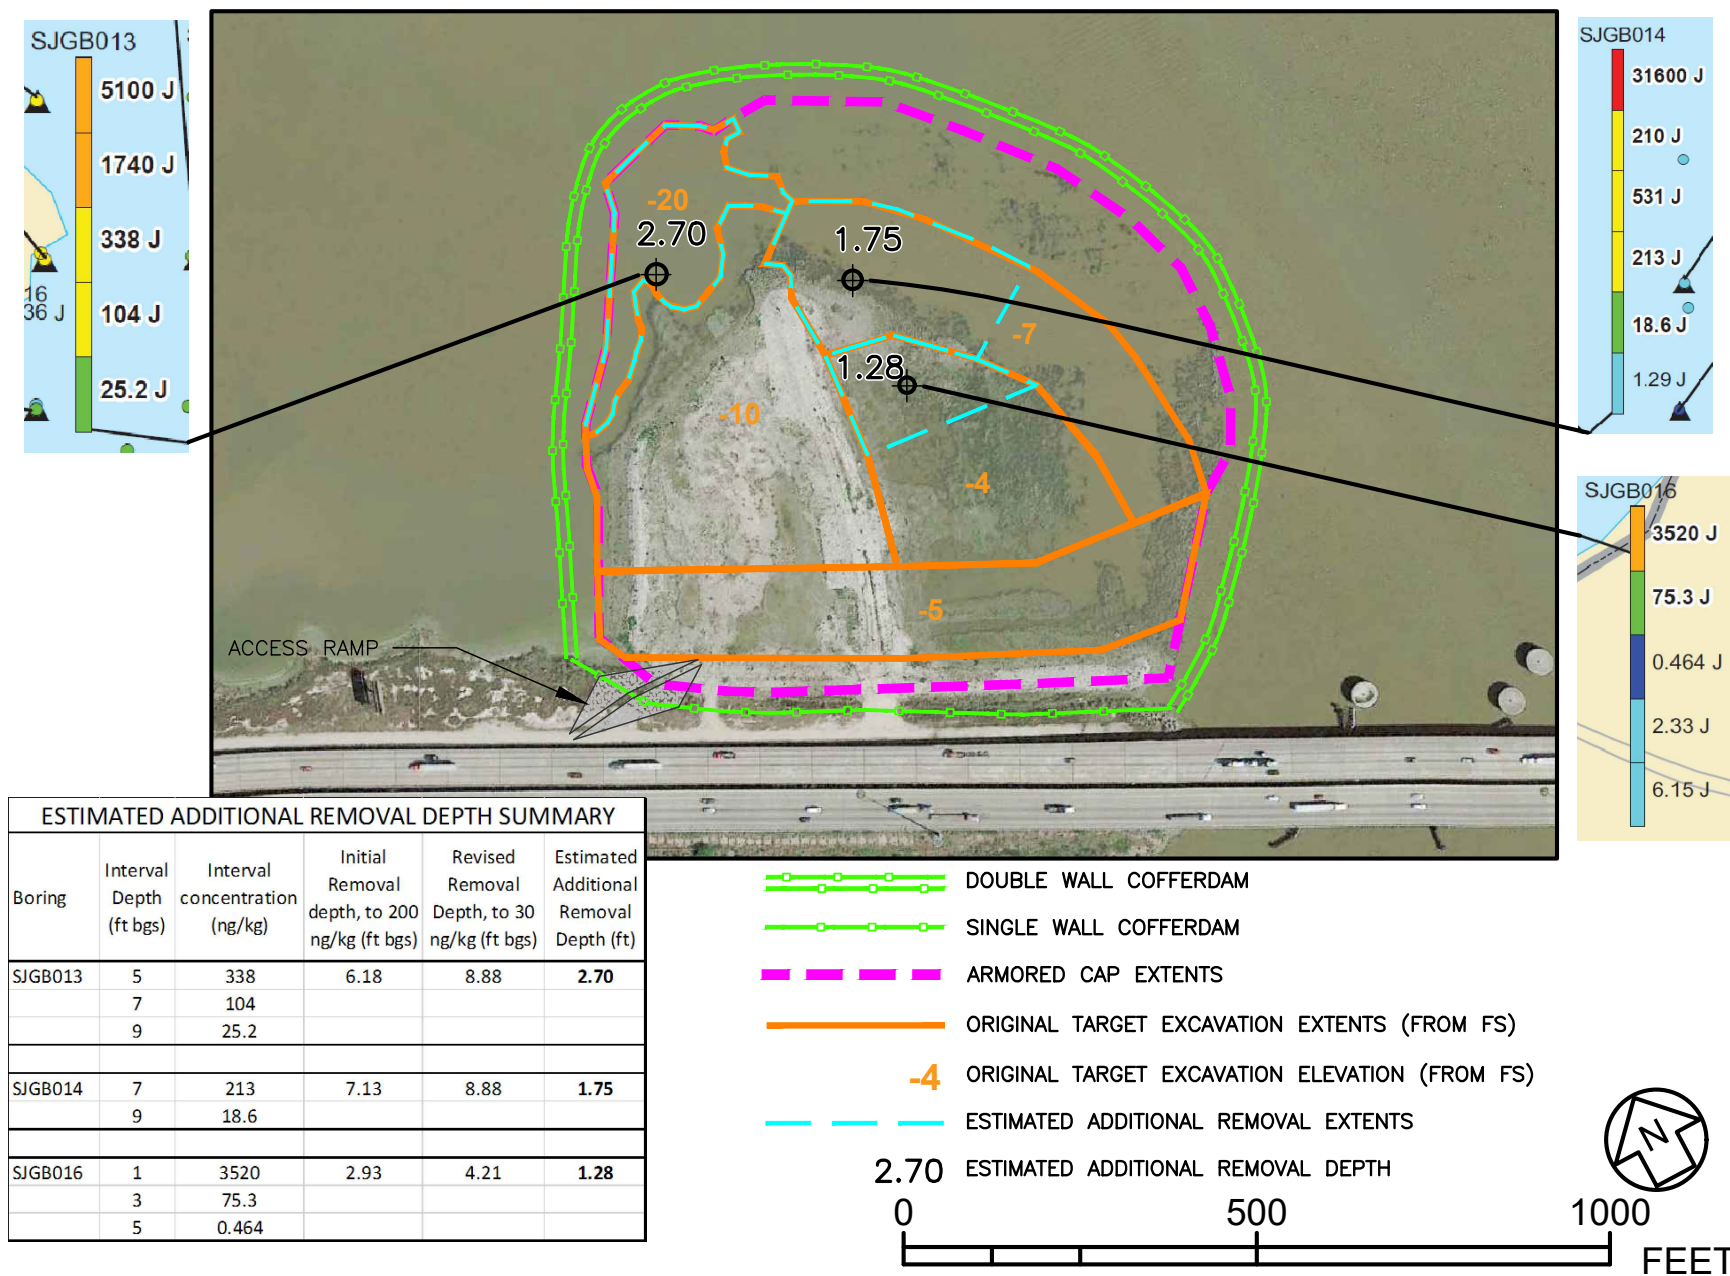 SJGB013
5100 J
1740 J
338 J
104 J
25.2 J
16
36 J
SJGB014
31600 J
210 J
531 J
213 J
18.6 J
1.29 J
SJGB016
3520 J
75.3 J
0.464 J
2.33 J
6.15 J
-20
2.70
1.75
-7
1.28
-10
-4
-5
ACCESS RAMP
ESTIMATED ADDITIONAL REMOVAL DEPTH SUMMARY
Boring Interval Depth (ft bgs) Interval concentration (ng/kg) Initial Removal depth, to 200 ng/kg (ft bgs) Revised Removal Depth, to 30 ng/kg (ft bgs) Estimated Additional Removal Depth (ft)
SJGB013 5 338 6.18 8.88 2.70
7 104
9 25.2
SJGB014 7 213 7.13 8.88 1.75
9 18.6
SJGB016 1 3520 2.93 4.21 1.28
3 75.3
5 0.464
DOUBLE WALL COFFERDAM
SINGLE WALL COFFERDAM
ARMORED CAP EXTENTS
ORIGINAL TARGET EXCAVATION EXTENTS (FROM FS)
-4 ORIGINAL TARGET EXCAVATION ELEVATION (FROM FS)
ESTIMATED ADDITIONAL REMOVAL EXTENTS
2.70 ESTIMATED ADDITIONAL REMOVAL DEPTH
N
0 500 1000
FEET